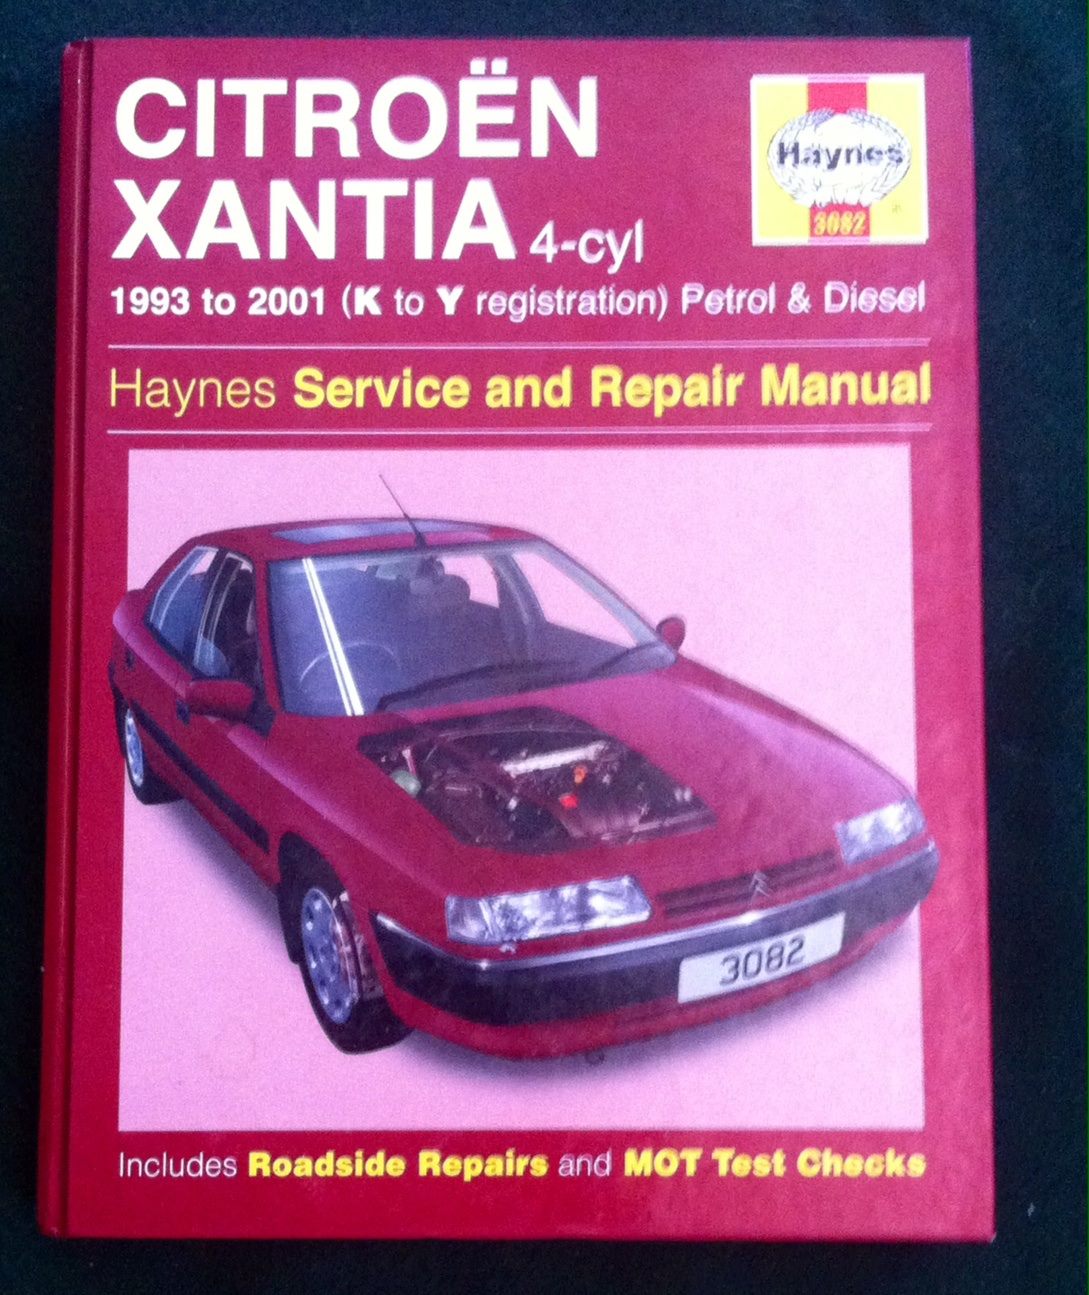 CITROËN
XANTIA 4-cyl
Haynes
3082
1993 to 2001 (K to Y registration) Petrol & Diesel
Haynes Service and Repair Manual
3082
Includes Roadside Repairs and MOT Test Checks